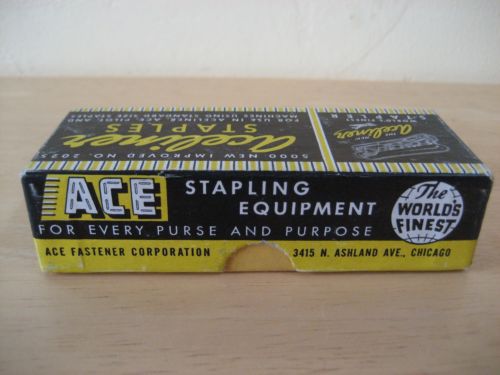 5000 NEW IMPROVED NO. 2025
Aceliner
STAPLES
FOR USE IN ACELINER, ACE PILOT
MACHINES USING STANDARD SIZE STAPLES
THE NEW
Aceliner
STAPLER
ACE
STAPLING
EQUIPMENT
FOR EVERY PURSE AND PURPOSE
The
WORLD'S
FINEST
ACE FASTENER CORPORATION
3415 N. ASHLAND AVE., CHICAGO